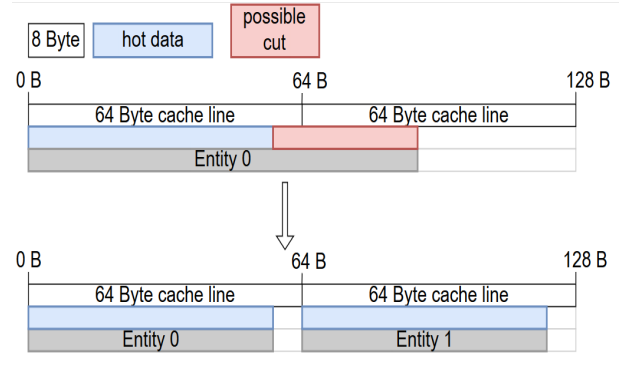 possible
8 Byte hot data cut
0 B 64 B 128 B
64 Byte cache line 64 Byte cache line
Entity 0
0 B 64 B 128 B
64 Byte cache line 64 Byte cache line
Entity 0 Entity 1